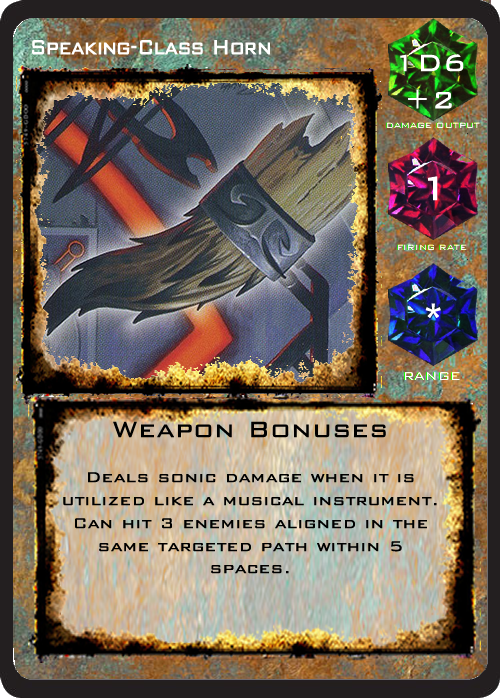 Speaking-Class Horn
1D6
+2
DAMAGE OUTPUT
1
FIRING RATE
*
RANGE
Weapon Bonuses
Deals sonic damage when it is
utilized like a musical instrument.
Can hit 3 enemies aligned in the
same targeted path within 5
spaces.